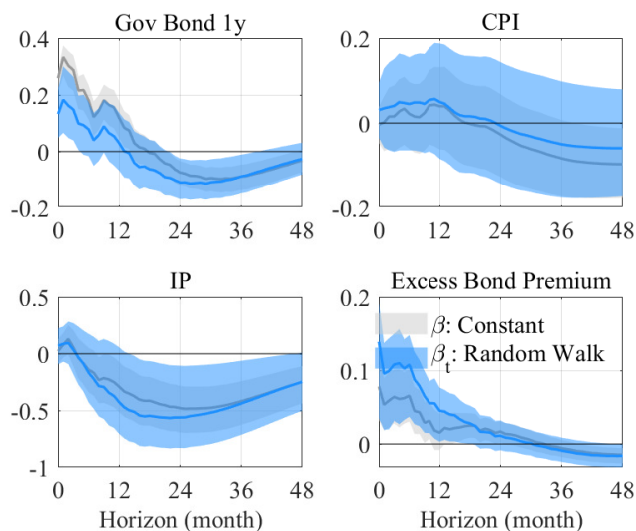 Gov Bond 1y
CPI
0.4
0.2
0
-0.2
0 12 24 36 48
0.2
0
-0.2
0 12 24 36 48
IP
Excess Bond Premium
0.5
0
-0.5
-1
0 12 24 36 48
Horizon (month)
0.2
0.1
0
β: Constant
βt: Random Walk
0 12 24 36 48
Horizon (month)